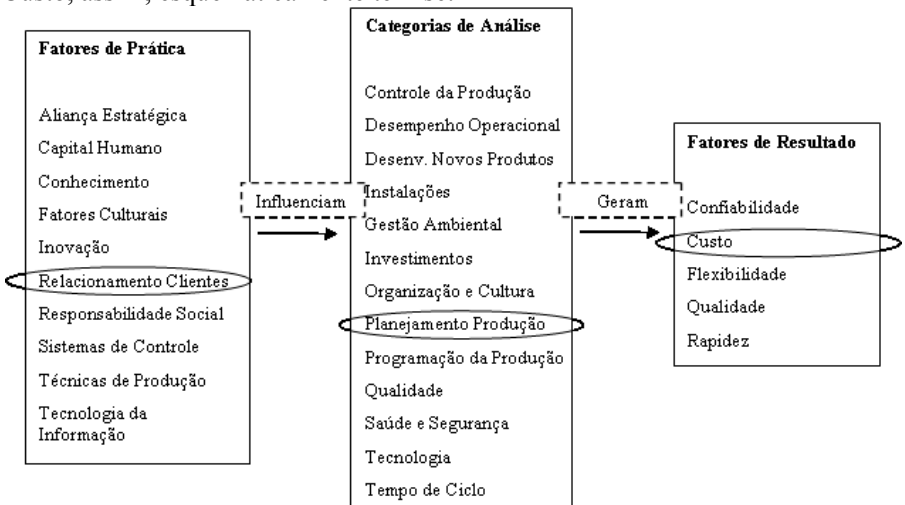 Fatores de Prática
Aliança Estratégica
Capital Humano
Conhecimento
Fatores Culturais
Inovação
Relacionamento Clientes
Responsabilidade Social
Sistemas de Controle
Técnicas de Produção
Tecnologia da
Informação
Influenciam
Categorias de Análise
Controle da Produção
Desempenho Operacional
Desenv. Novos Produtos
Instalações
Gestão Ambiental
Investimentos
Organização e Cultura
Planejamento Produção
Programação da Produção
Qualidade
Saúde e Segurança
Tecnologia
Tempo de Ciclo
Geram
Fatores de Resultado
Confiabilidade
Custo
Flexibilidade
Qualidade
Rapidez